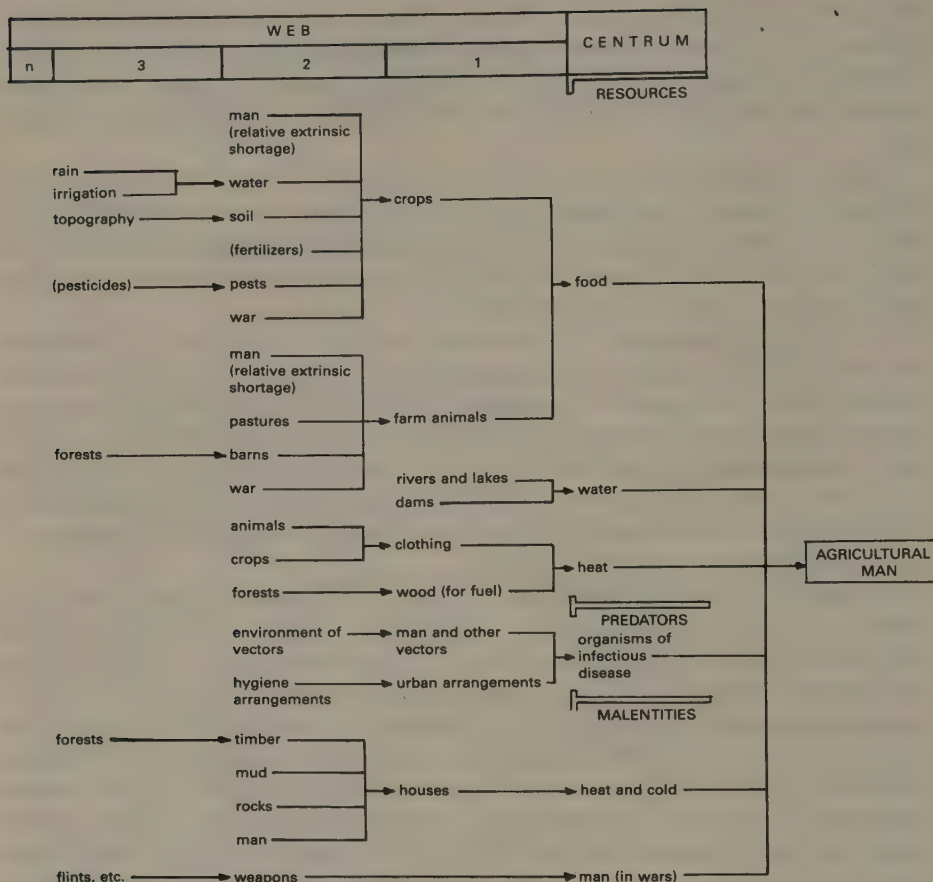 WEB
CENTRUM
n 3 2 1
RESOURCES
man
(relative extrinsic
shortage)
rain
water
irrigation
crops
topography
soil
(fertilizers)
food
(pesticides)
pests
war
man
(relative extrinsic
shortage)
pastures
farm animals
forests
barns
rivers and lakes
water
war
dams
animals
clothing
crops
heat
AGRICULTURAL
MAN
forests
wood (for fuel)
PREDATORS
environment of
vectors
man and other
vectors
organisms of
infectious
disease
hygiene
arrangements
urban arrangements
MALENTITIES
forests
timber
mud
houses
heat and cold
rocks
man
flints, etc.
weapons
man (in wars)